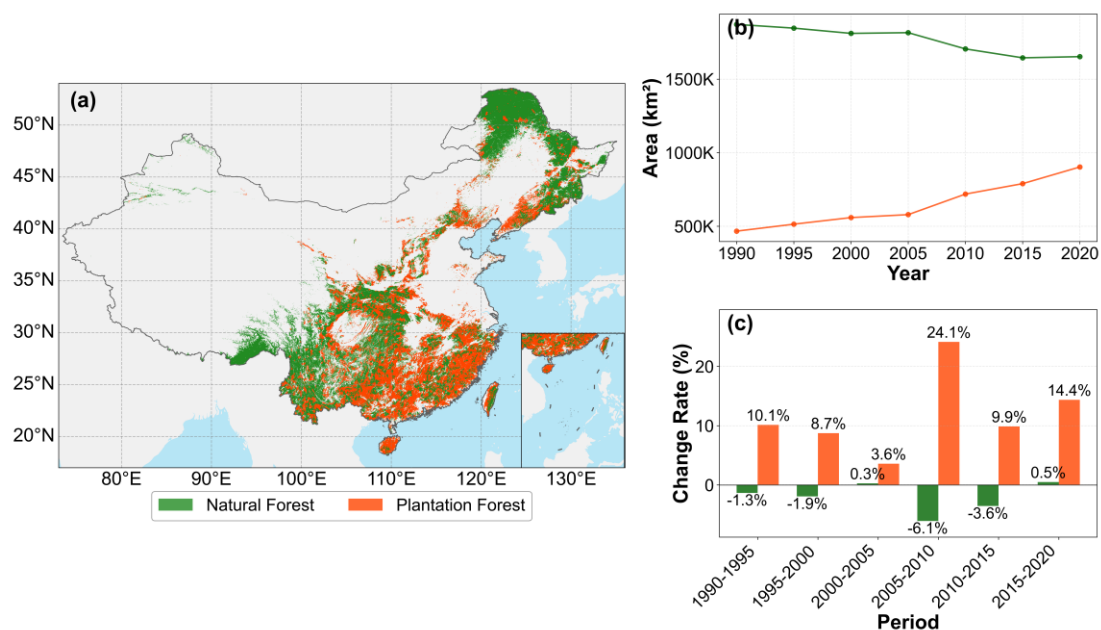 (a)
50°N
45°N
40°N
35°N
30°N
25°N
20°N
80°E 90°E 100°E 110°E 120°E 130°E
Natural Forest Plantation Forest
(b)
Area (km²)
1500K
1000K
500K
1990 1995 2000 2005 2010 2015 2020
Year
(c)
Change Rate (%)
20
10
0
10.1%
8.7%
3.6%
24.1%
9.9%
14.4%
-1.3%
-1.9%
0.3%
-6.1%
-3.6%
0.5%
1990-1995
1995-2000
2000-2005
2005-2010
2010-2015
2015-2020
Period